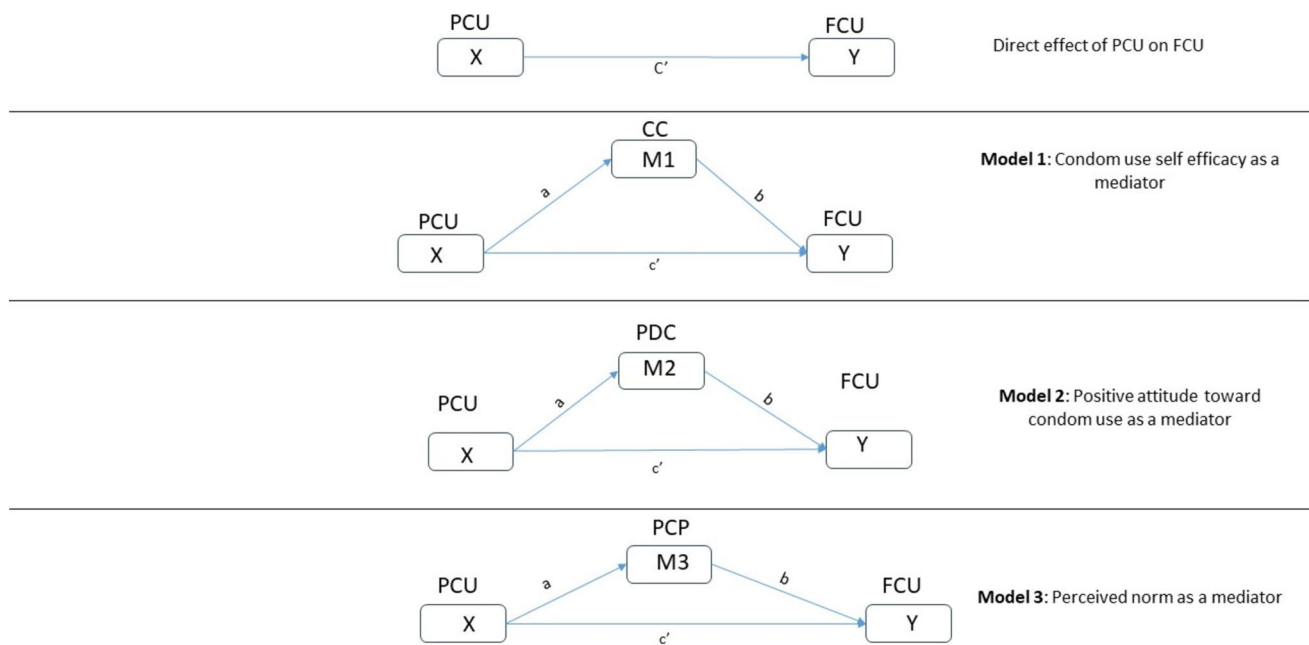 PCU
FCU
X
Y
C’
Direct effect of PCU on FCU
CC
M1
a
b
PCU
FCU
X
Y
c’
Model 1: Condom use self efficacy as a
mediator
PDC
M2
a
b
PCU
FCU
X
Y
c’
Model 2: Positive attitude toward
condom use as a mediator
PCP
M3
a
b
PCU
FCU
X
Y
c’
Model 3: Perceived norm as a mediator